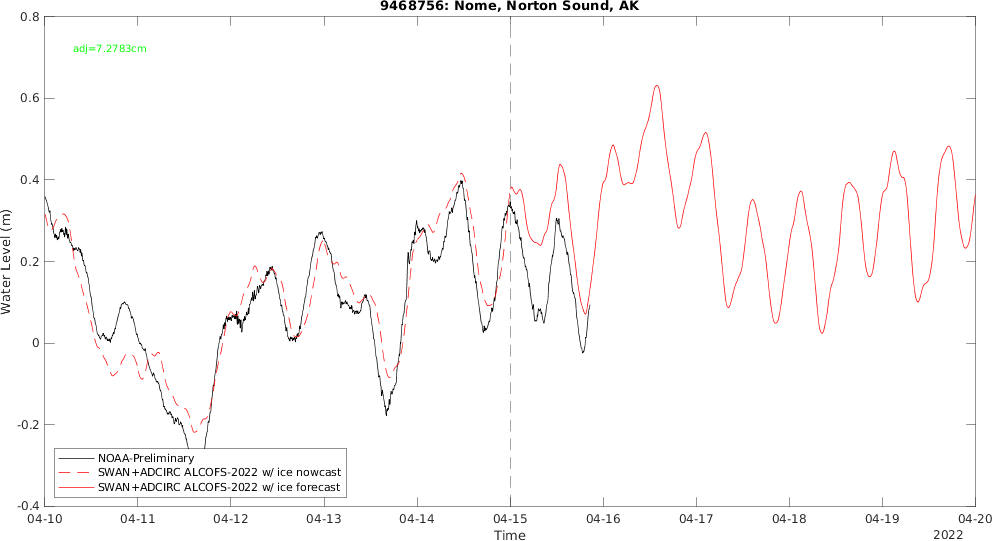 9468756: Nome, Norton Sound, AK
adj=7.2783cm
Water Level (m)
0.8
0.6
0.4
0.2
0
-0.2
-0.4
NOAA-Preliminary
SWAN+ADCIRC ALCOFS-2022 w/ ice nowcast
SWAN+ADCIRC ALCOFS-2022 w/ ice forecast
04-10 04-11 04-12 04-13 04-14 04-15 04-16 04-17 04-18 04-19 04-20
Time
2022